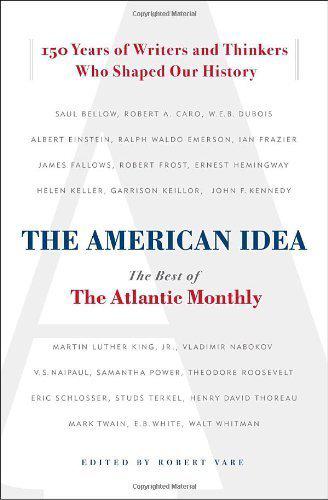 150 Years of Writers and Thinkers
Who Shaped Our History
SAUL BELLOW, ROBERT A. CARO, W.E.B. DUBOIS
ALBERT EINSTEIN, RALPH WALDO EMERSON, IAN FRAZIER
JAMES FALLOWS, ROBERT FROST, ERNEST HEMINGWAY
HELEN KELLER, GARRISON KEILLOR, JOHN F. KENNEDY
THE AMERICAN IDEA
The Best of
The Atlantic Monthly
MARTIN LUTHER KING, JR., VLADIMIR NABOKOV
V.S. NAIPAUL, SAMANTHA POWER, THEODORE ROOSEVELT
ERIC SCHLOSSER, STUDS TERKEL, HENRY DAVID THOREAU
MARK TWAIN, E.B. WHITE, WALT WHITMAN
EDITED BY ROBERT VARE